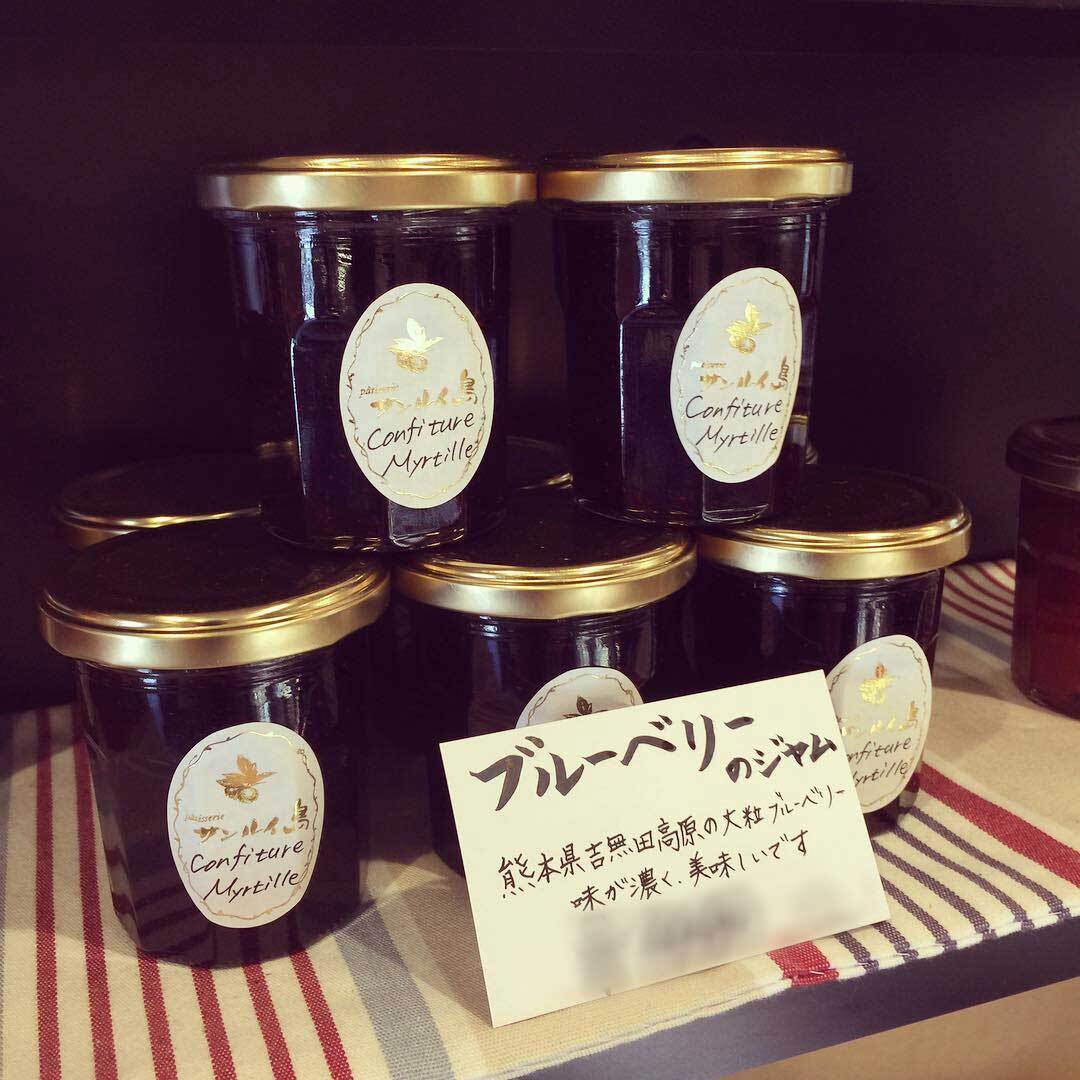 pâtisserie
サンルイ島
Confiture
Myrtille
pâtisserie
サンルイ島
Confiture
Myrtille
pâtisserie
サンルイ島
Confiture
Myrtille
サンルイ島
Confiture
Myrtille
ブルーベリー
のジャム
熊本県吉無田高原の大粒ブルーベリー
味が濃く、美味しいです